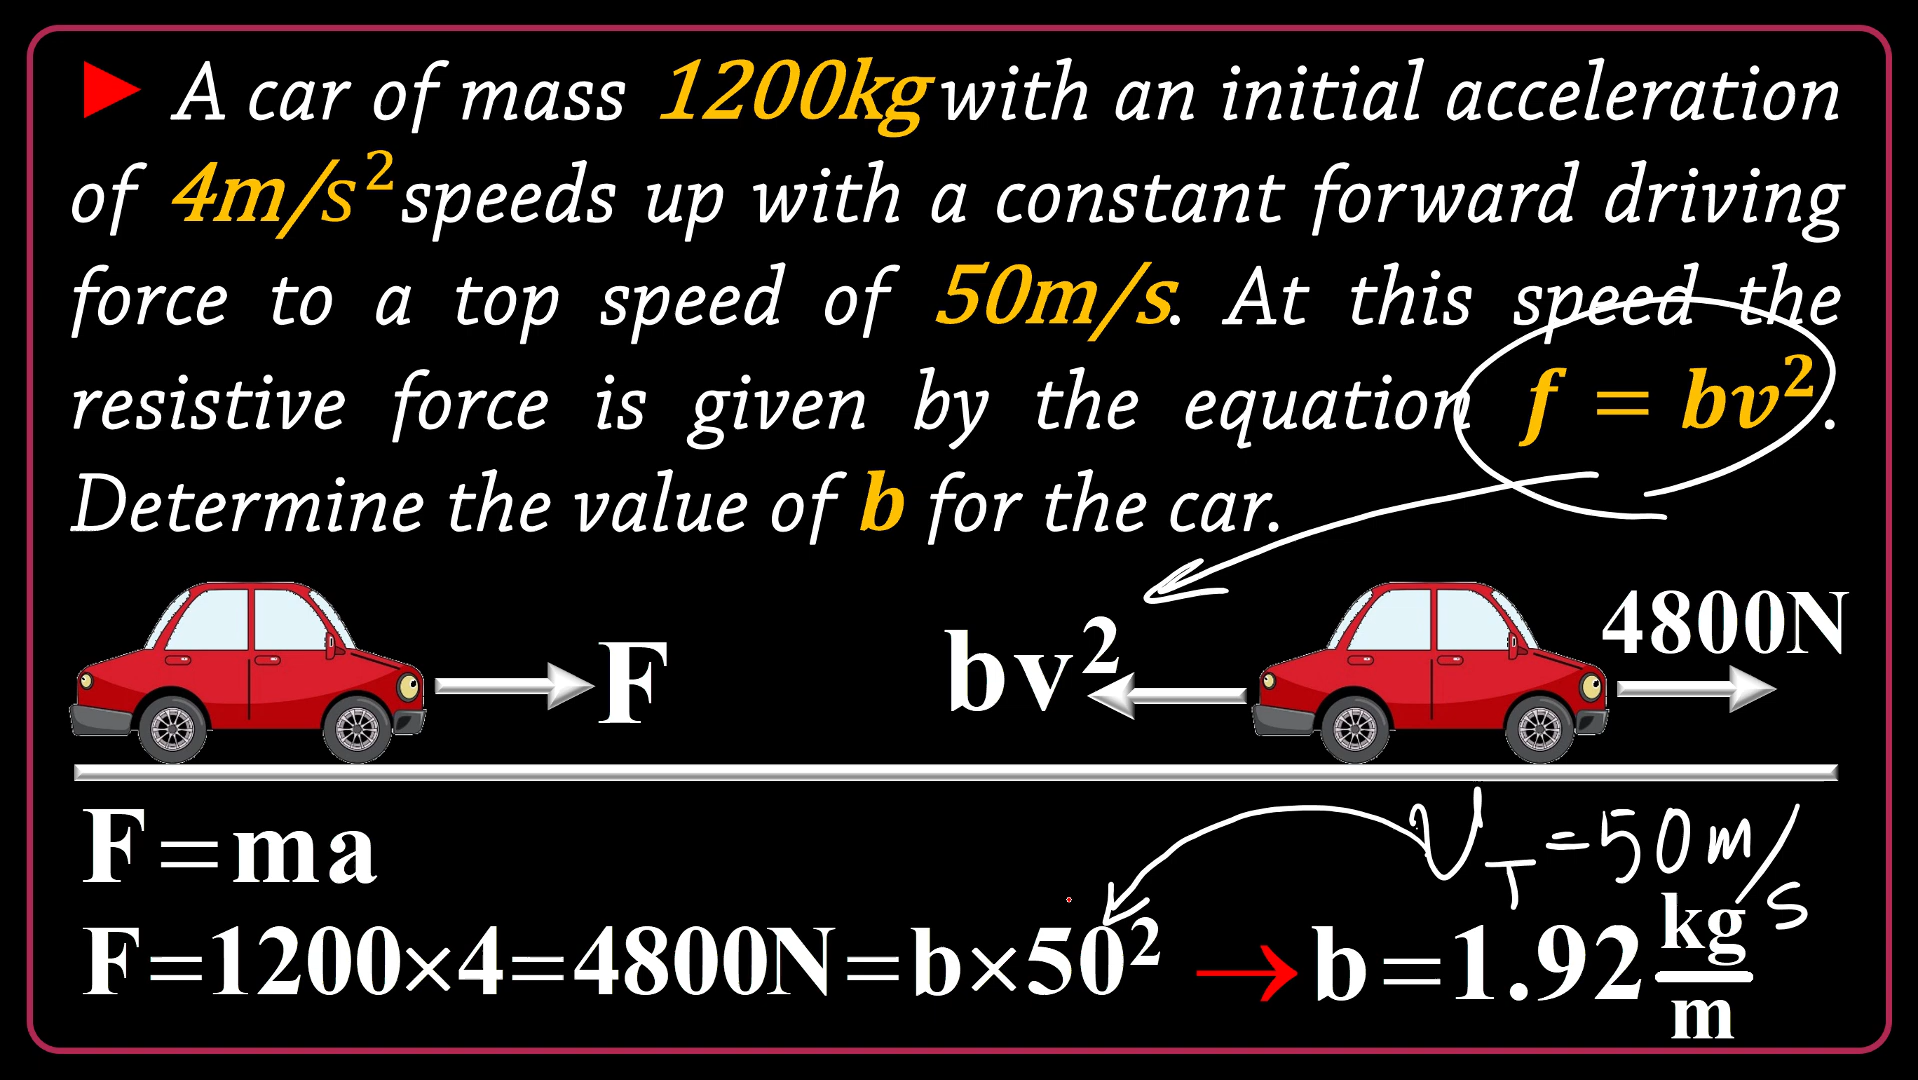 ► A car of mass 1200kg with an initial acceleration
of 4m/s² speeds up with a constant forward driving
force to a top speed of 50m/s. At this speed the
resistive force is given by the equation f = bv².
Determine the value of b for the car.
F
bv²
4800N
F=ma
v_T = 50 m/s
F=1200×4=4800N=b×50² → b=1.92 kg/m